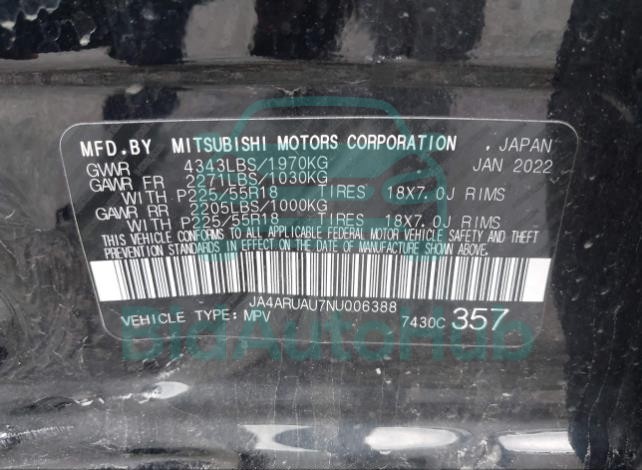 MFD.BY MITSUBISHI MOTORS CORPORATION . JAPAN
GVWR 4343LBS/1970KG JAN 2022
GAWR FR 2271LBS/1030KG
WITH P225/55R18 TIRES 18X7.0J RIMS
GAWR RR 2205LBS/1000KG
WITH P225/55R18 TIRES 18X7.0J RIMS
THIS VEHICLE CONFORMS TO ALL APPLICABLE FEDERAL MOTOR VEHICLE SAFETY AND THEFT
PREVENTION STANDARDS IN EFFECT ON THE DATE OF MANUFACTURE SHOWN ABOVE.
JA4ARUAU7NU006388
VEHICLE TYPE: MPV 7430C 357
bidAutoHub